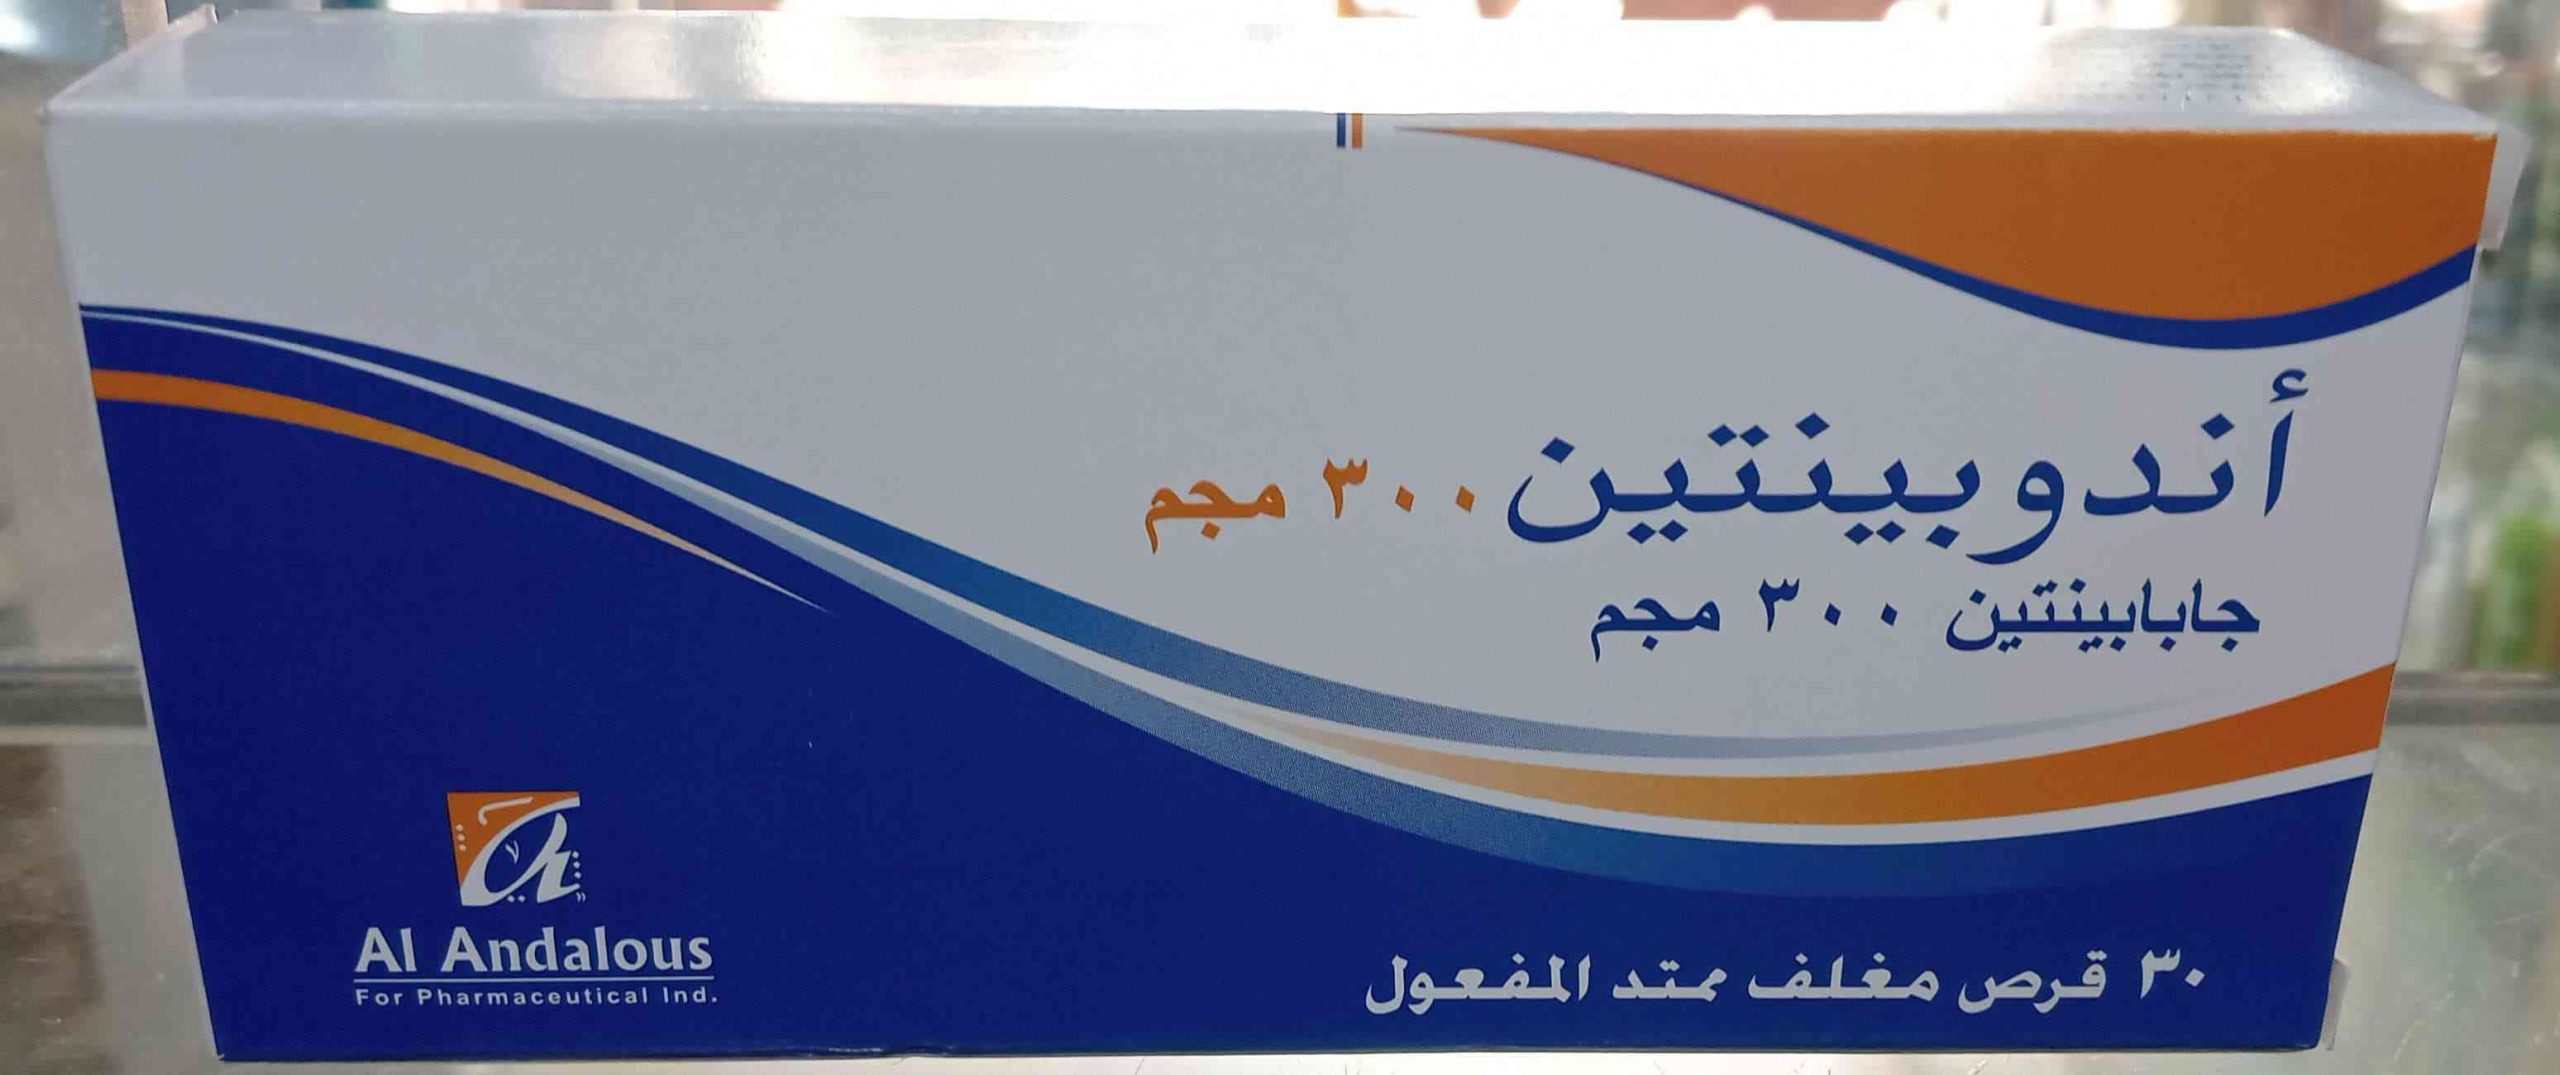 أندوبينتين ٣٠٠ مجم
جابابينتين ٣٠٠ مجم
٣٠ قرص مغلف ممتد المفعول
Al Andalous
For Pharmaceutical Ind.